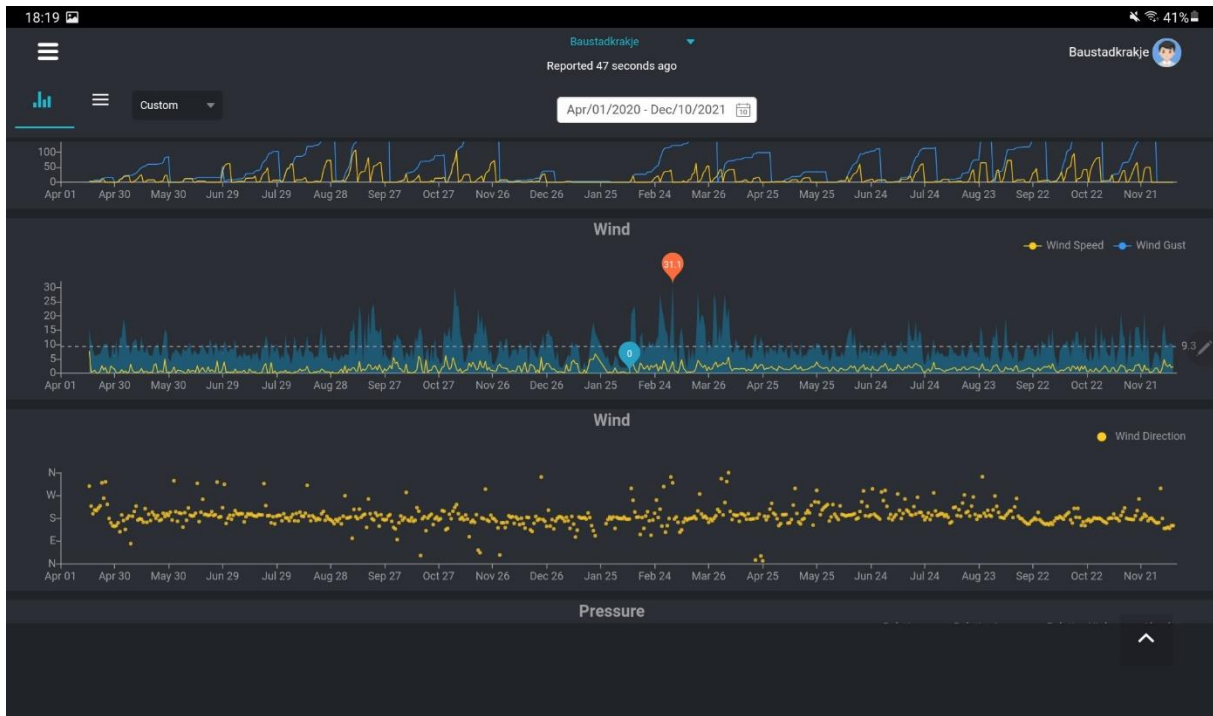 18:19 41%
Baustadkrakje
Reported 47 seconds ago
Baustadkrakje
Custom
Apr/01/2020 - Dec/10/2021 10
100
50
0
Apr 01 Apr 30 May 30 Jun 29 Jul 29 Aug 28 Sep 27 Oct 27 Nov 26 Dec 26 Jan 25 Feb 24 Mar 26 Apr 25 May 25 Jun 24 Jul 24 Aug 23 Sep 22 Oct 22 Nov 21
Wind
Wind Speed Wind Gust
31.1
30
25
20
15
10
5
0
0
9.3
Apr 01 Apr 30 May 30 Jun 29 Jul 29 Aug 28 Sep 27 Oct 27 Nov 26 Dec 26 Jan 25 Feb 24 Mar 26 Apr 25 May 25 Jun 24 Jul 24 Aug 23 Sep 22 Oct 22 Nov 21
Wind
Wind Direction
N
W
S
E
N
Apr 01 Apr 30 May 30 Jun 29 Jul 29 Aug 28 Sep 27 Oct 27 Nov 26 Dec 26 Jan 25 Feb 24 Mar 26 Apr 25 May 25 Jun 24 Jul 24 Aug 23 Sep 22 Oct 22 Nov 21
Pressure